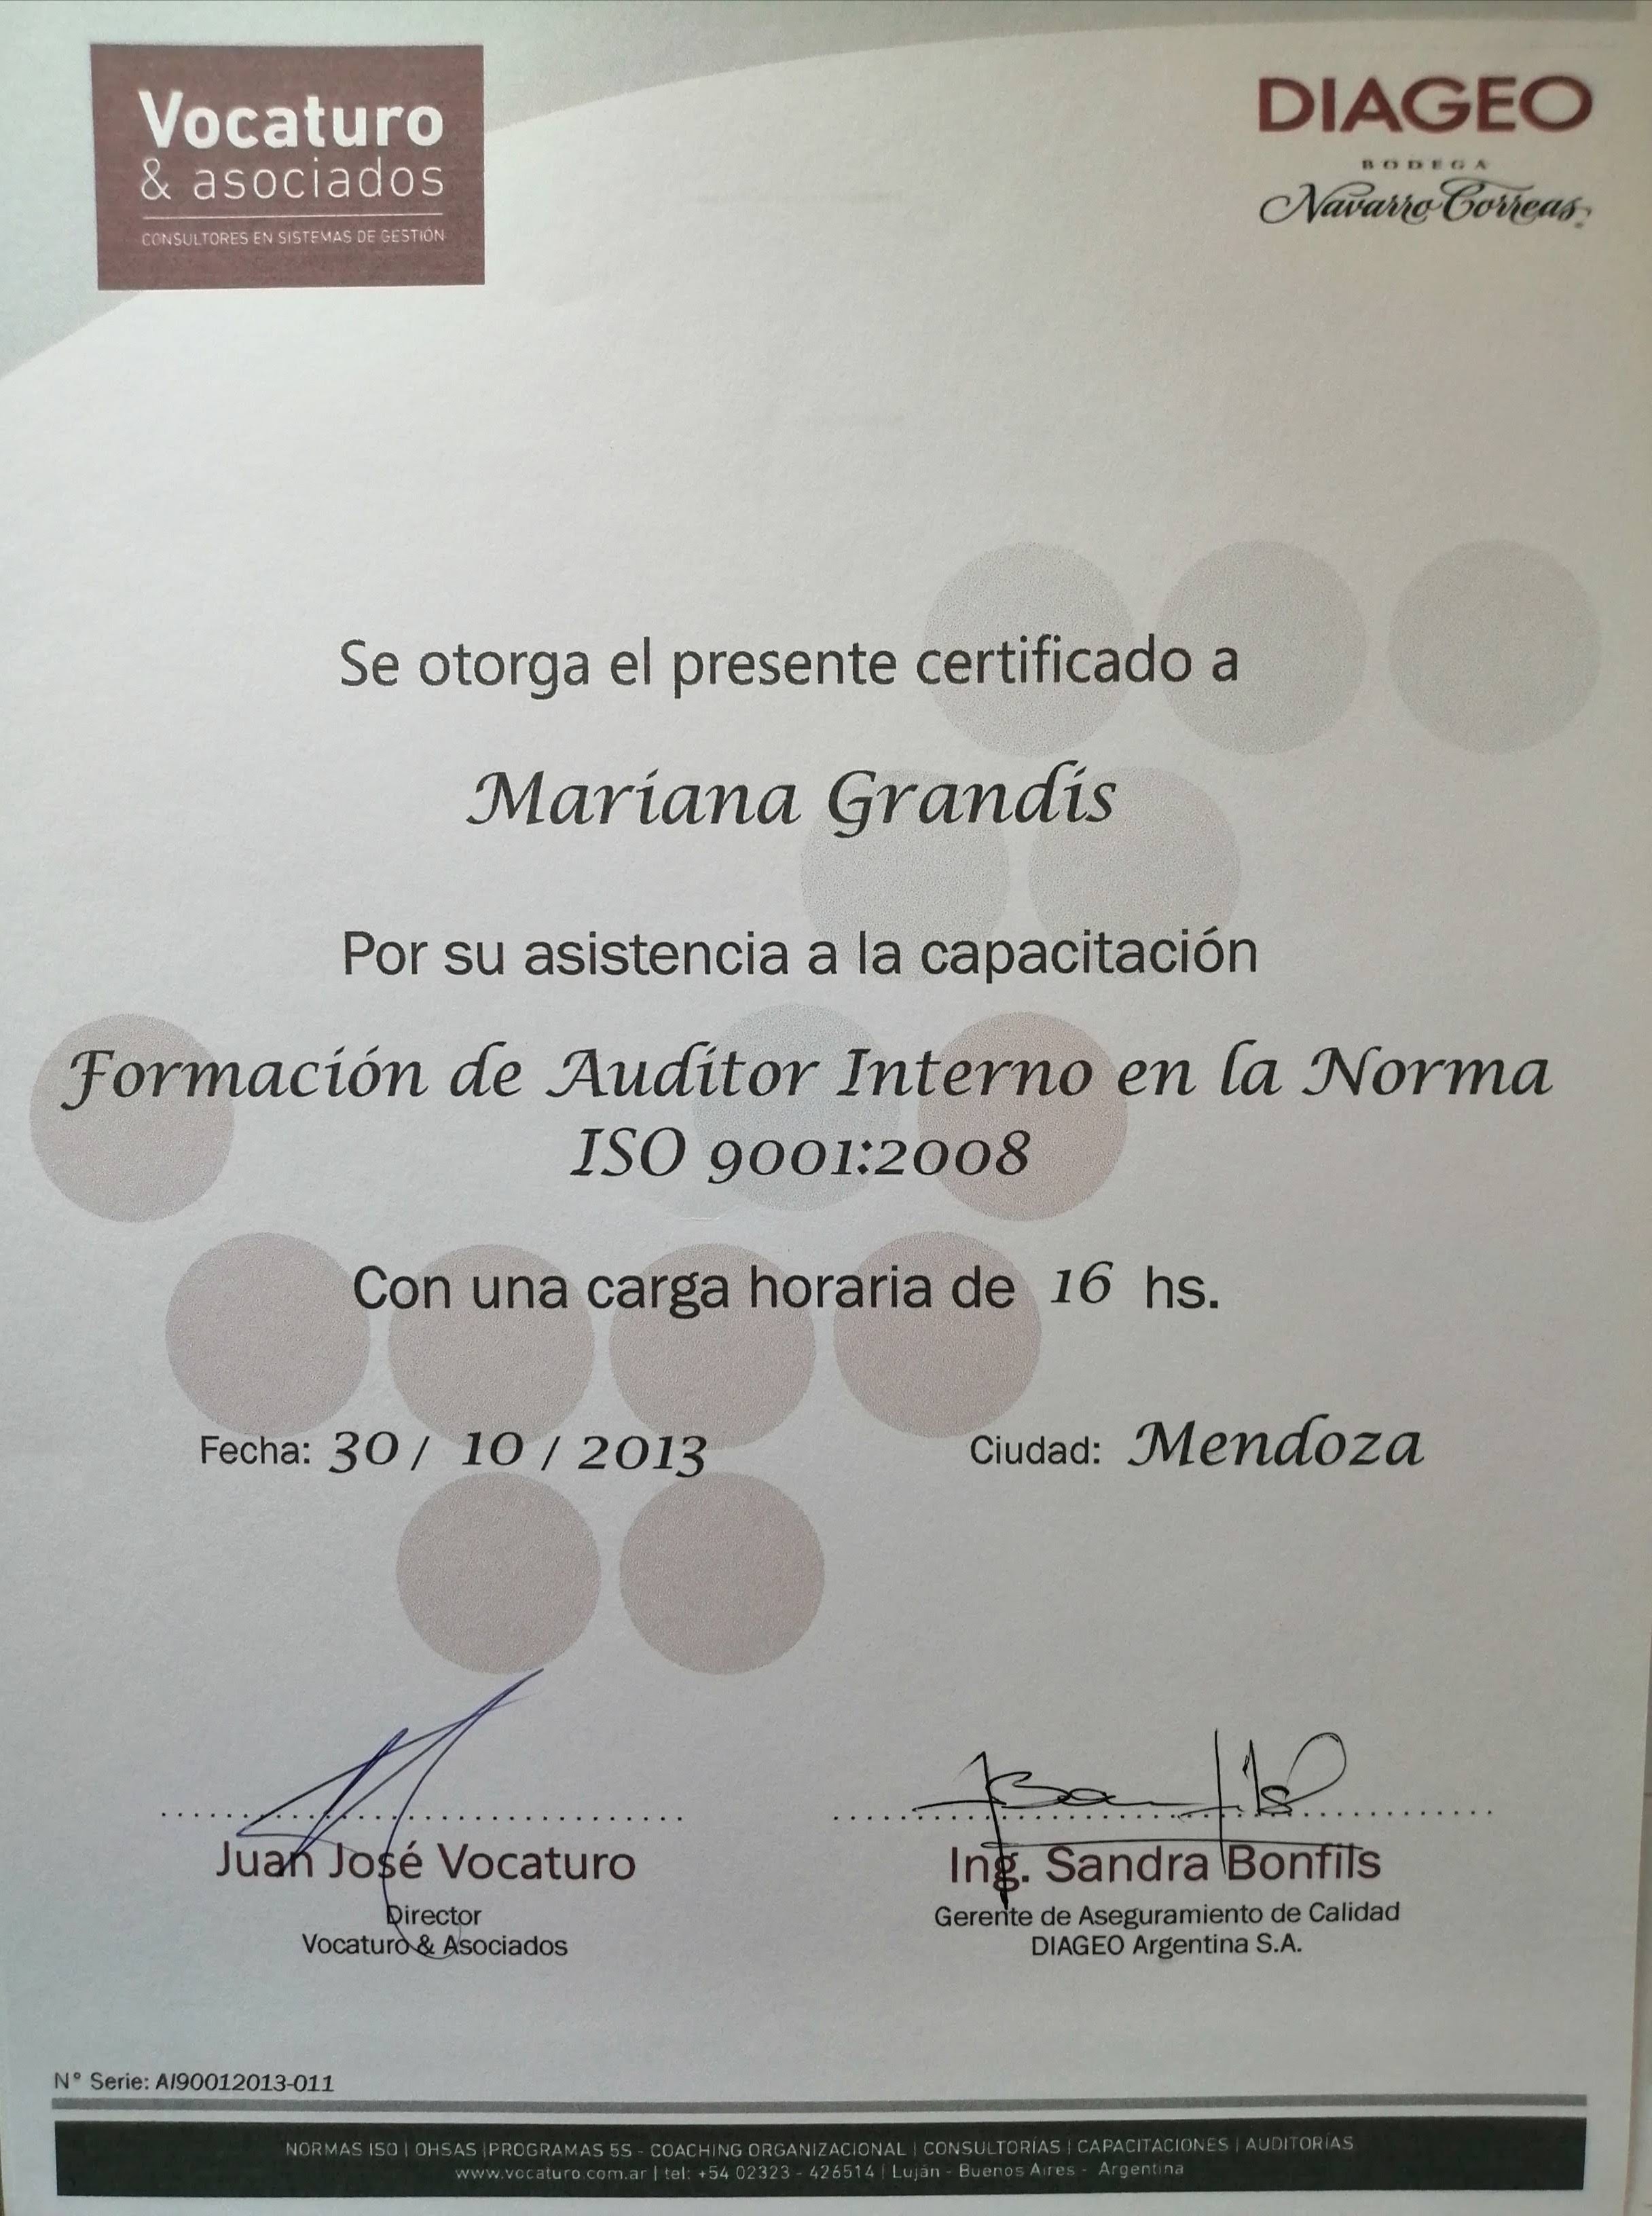 Vocaturo
& asociados
CONSULTORES EN SISTEMAS DE GESTIÓN
DIAGEO
BODEGA
Navarro Correas
Se otorga el presente certificado a
Mariana Grandis
Por su asistencia a la capacitación
Formación de Auditor Interno en la Norma
ISO 9001:2008
Con una carga horaria de 16 hs.
Fecha: 30 / 10 / 2013
Ciudad: Mendoza
Juan José Vocaturo
Director
Vocaturo & Asociados
Ing. Sandra Bonfils
Gerente de Aseguramiento de Calidad
DIAGEO Argentina S.A.
N° Serie: AI90012013-011
NORMAS ISO | OHSAS |PROGRAMAS 5S - COACHING ORGANIZACIONAL | CONSULTORÍAS | CAPACITACIONES | AUDITORÍAS
www.vocaturo.com.ar | tel: +54 02323 - 426514 | Luján - Buenos Aires - Argentina